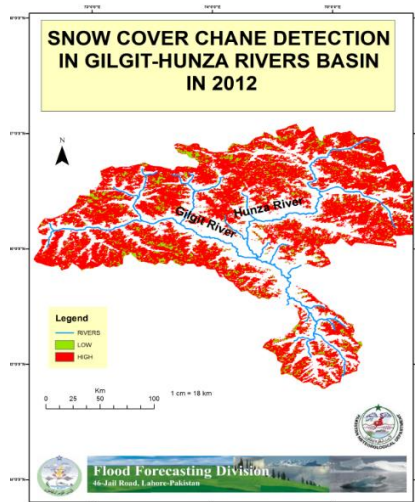 SNOW COVER CHANE DETECTION
IN GILGIT-HUNZA RIVERS BASIN
IN 2012
N
Gilgit River
Hunza River
Legend
RIVERS
LOW
HIGH
Km
0 25 50 100
1 cm = 18 km
Flood Forecasting Division
46-Jail Road, Lahore-Pakistan